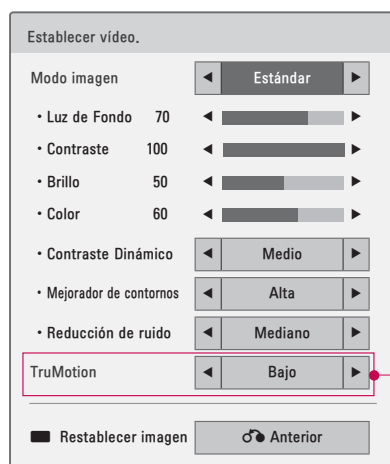 Establecer vídeo.
Modo imagen ◀ Estándar ▶
• Luz de Fondo 70 ◀ ▶
• Contraste 100 ◀ ▶
• Brillo 50 ◀ ▶
• Color 60 ◀ ▶
• Contraste Dinámico ◀ Medio ▶
• Mejorador de contornos ◀ Alta ▶
• Reducción de ruido ◀ Mediano ▶
TruMotion ◀ Bajo ▶
Restablecer imagen Anterior